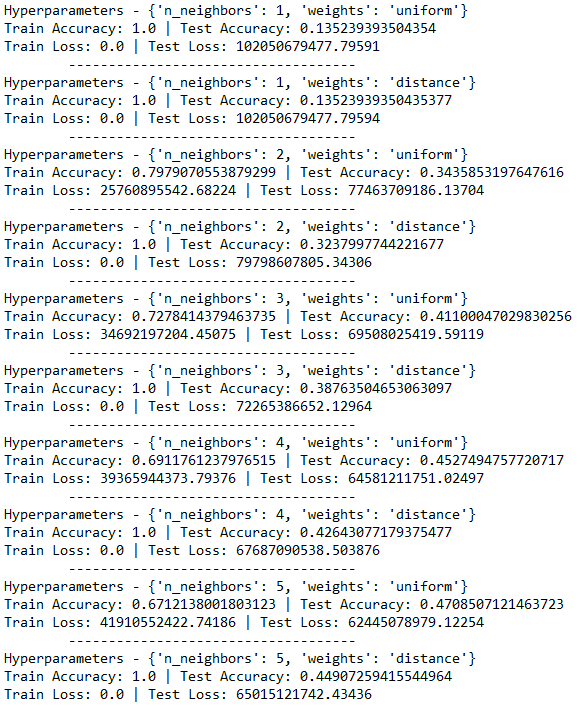 Hyperparameters - {'n_neighbors': 1, 'weights': 'uniform'}
Train Accuracy: 1.0 | Test Accuracy: 0.135239393504354
Train Loss: 0.0 | Test Loss: 102050679477.79591
------------------------------------
Hyperparameters - {'n_neighbors': 1, 'weights': 'distance'}
Train Accuracy: 1.0 | Test Accuracy: 0.13523939350435377
Train Loss: 0.0 | Test Loss: 102050679477.79594
------------------------------------
Hyperparameters - {'n_neighbors': 2, 'weights': 'uniform'}
Train Accuracy: 0.7979070553879299 | Test Accuracy: 0.3435853197647616
Train Loss: 25760895542.68224 | Test Loss: 77463709186.13704
------------------------------------
Hyperparameters - {'n_neighbors': 2, 'weights': 'distance'}
Train Accuracy: 1.0 | Test Accuracy: 0.3237997744221677
Train Loss: 0.0 | Test Loss: 79798607805.34306
------------------------------------
Hyperparameters - {'n_neighbors': 3, 'weights': 'uniform'}
Train Accuracy: 0.7278414379463735 | Test Accuracy: 0.41100047029830256
Train Loss: 34692197204.45075 | Test Loss: 69508025419.59119
------------------------------------
Hyperparameters - {'n_neighbors': 3, 'weights': 'distance'}
Train Accuracy: 1.0 | Test Accuracy: 0.38763504653063097
Train Loss: 0.0 | Test Loss: 72265386652.12964
------------------------------------
Hyperparameters - {'n_neighbors': 4, 'weights': 'uniform'}
Train Accuracy: 0.6911761237976515 | Test Accuracy: 0.4527494757720717
Train Loss: 39365944373.79376 | Test Loss: 64581211751.02497
------------------------------------
Hyperparameters - {'n_neighbors': 4, 'weights': 'distance'}
Train Accuracy: 1.0 | Test Accuracy: 0.42643077179375477
Train Loss: 0.0 | Test Loss: 67687090538.503876
------------------------------------
Hyperparameters - {'n_neighbors': 5, 'weights': 'uniform'}
Train Accuracy: 0.6712138001803123 | Test Accuracy: 0.4708507121463723
Train Loss: 41910552422.74186 | Test Loss: 62445078979.12254
------------------------------------
Hyperparameters - {'n_neighbors': 5, 'weights': 'distance'}
Train Accuracy: 1.0 | Test Accuracy: 0.44907259415544964
Train Loss: 0.0 | Test Loss: 65015121742.43436